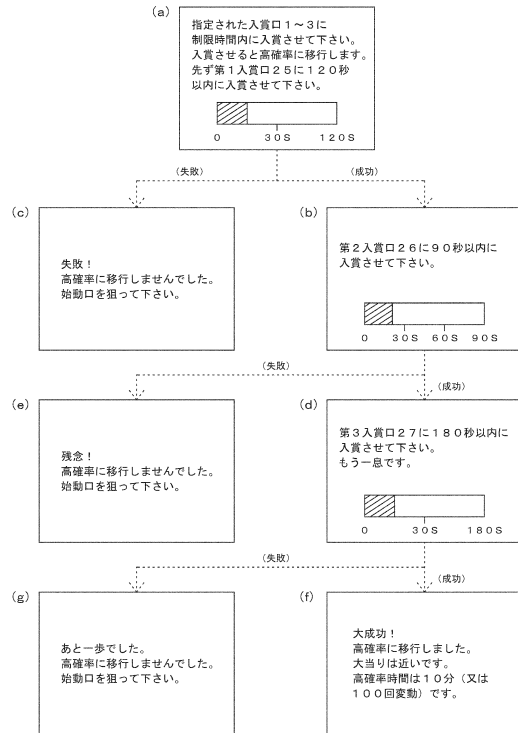 (a)
指定された入賞口1～3に
制限時間内に入賞させて下さい。
入賞させると高確率に移行します。
先ず第1入賞口25に120秒
以内に入賞させて下さい。
0 30S 120S
(失敗) (成功)
(c)
失敗！
高確率に移行しませんでした。
始動口を狙って下さい。
(b)
第2入賞口26に90秒以内に
入賞させて下さい。
0 30S 60S 90S
(失敗)
(成功)
(e)
残念！
高確率に移行しませんでした。
始動口を狙って下さい。
(d)
第3入賞口27に180秒以内に
入賞させて下さい。
もう一息です。
0 30S 180S
(失敗)
(成功)
(g)
あと一歩でした。
高確率に移行しませんでした。
始動口を狙って下さい。
(f)
大成功！
高確率に移行しました。
大当りは近いです。
高確率時間は10分（又は
100回変動）です。